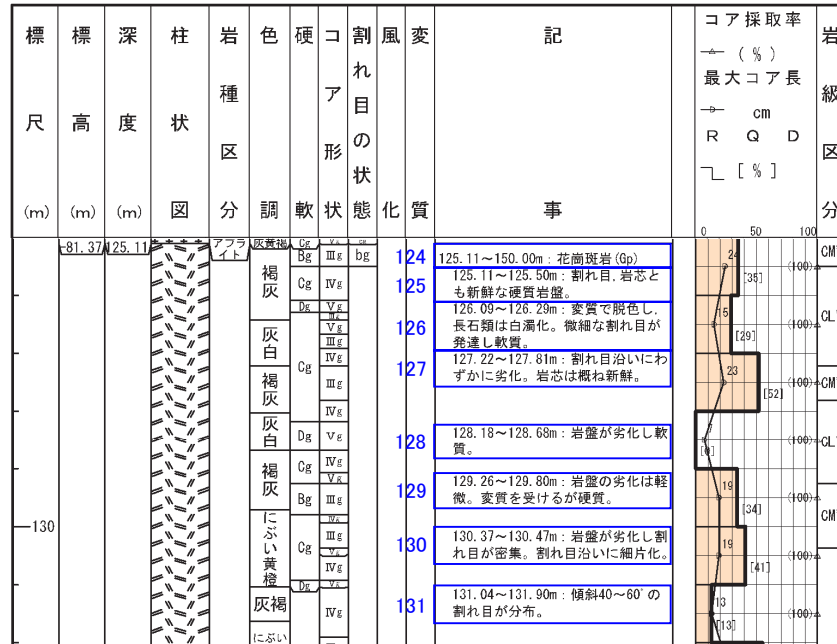 標尺(m)
標高(m)
深度(m)
柱状図
岩種区分
色調
硬軟
コア形状
割れ目の状態
風化
変質
記事
コア採取率
(%)
最大コア長
cm
RQD
[%]
岩級区分
0 50 100
-81.37 125.11
アプライト
灰黄褐 Cg
Bg Ⅲg bg
124 125.11～150.00m:花崗斑岩(Gp)
125 125.11～125.50m:割れ目,岩芯と
も新鮮な硬質岩盤。
126 126.09～126.29m:変質で脱色し,
長石類は白濁化。微細な割れ目が
発達し軟質。
127 127.22～127.81m:割れ目沿いにわ
ずかに劣化。岩芯は概ね新鮮。
128 128.18～128.68m:岩盤が劣化し軟
質。
129 129.26～129.80m:岩盤の劣化は軽
微。変質を受けるが硬質。
130 130.37～130.47m:岩盤が劣化し割
れ目が密集。割れ目沿いに細片化。
131 131.04～131.90m:傾斜40～60°の
割れ目が分布。
130
褐灰
灰白
褐灰
灰白
褐灰
にぶい黄橙
灰褐
にぶい
Cg
Dg
Cg
Dg
Cg
Bg
Cg
Dg
Ⅳg
Ⅴg
Ⅴg
Ⅲg
Ⅳg
Ⅲg
Ⅳg
Ⅴg
Ⅳg
Ⅴg
Ⅲg
Ⅲg
Ⅳg
Ⅳg
24 (100) CM
[35]
15 (100) CL
[29]
23 (100) CM
[52]
7 (100) CL
[0]
19 (100) CM
[34]
19 (100)
[41]
13 (100)
[13]